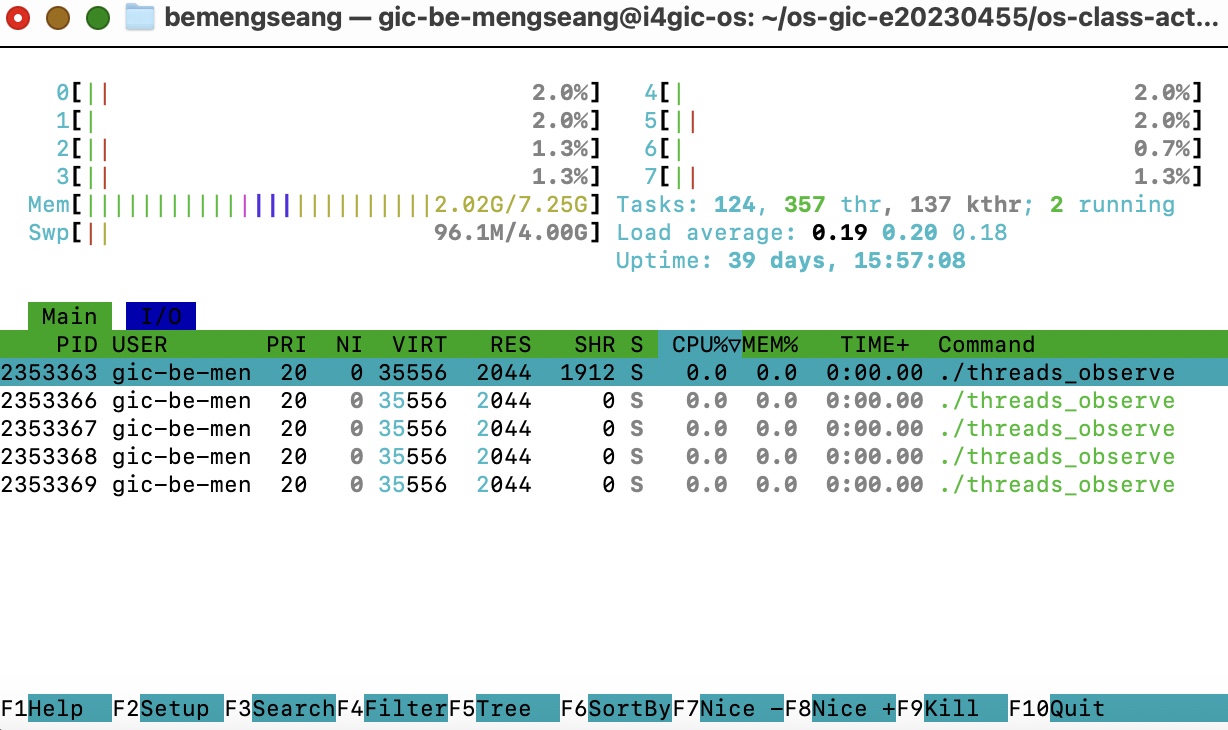 bemengseang — gic-be-mengseang@i4gic-os: ~/os-gic-e20230455/os-class-act...
0[|| 2.0%] 4[| 2.0%]
1[| 2.0%] 5[|| 2.0%]
2[|| 1.3%] 6[| 0.7%]
3[|| 1.3%] 7[|| 1.3%]
Mem[|||||||||||||||||||||||||2.02G/7.25G] Tasks: 124, 357 thr, 137 kthr; 2 running
Swp[|| 96.1M/4.00G] Load average: 0.19 0.20 0.18
Uptime: 39 days, 15:57:08
Main I/O
PID USER PRI NI VIRT RES SHR S CPU%▽MEM% TIME+ Command
2353363 gic-be-men 20 0 35556 2044 1912 S 0.0 0.0 0:00.00 ./threads_observe
2353366 gic-be-men 20 0 35556 2044 0 S 0.0 0.0 0:00.00 ./threads_observe
2353367 gic-be-men 20 0 35556 2044 0 S 0.0 0.0 0:00.00 ./threads_observe
2353368 gic-be-men 20 0 35556 2044 0 S 0.0 0.0 0:00.00 ./threads_observe
2353369 gic-be-men 20 0 35556 2044 0 S 0.0 0.0 0:00.00 ./threads_observe
F1Help F2Setup F3SearchF4FilterF5Tree F6SortByF7Nice -F8Nice +F9Kill F10Quit